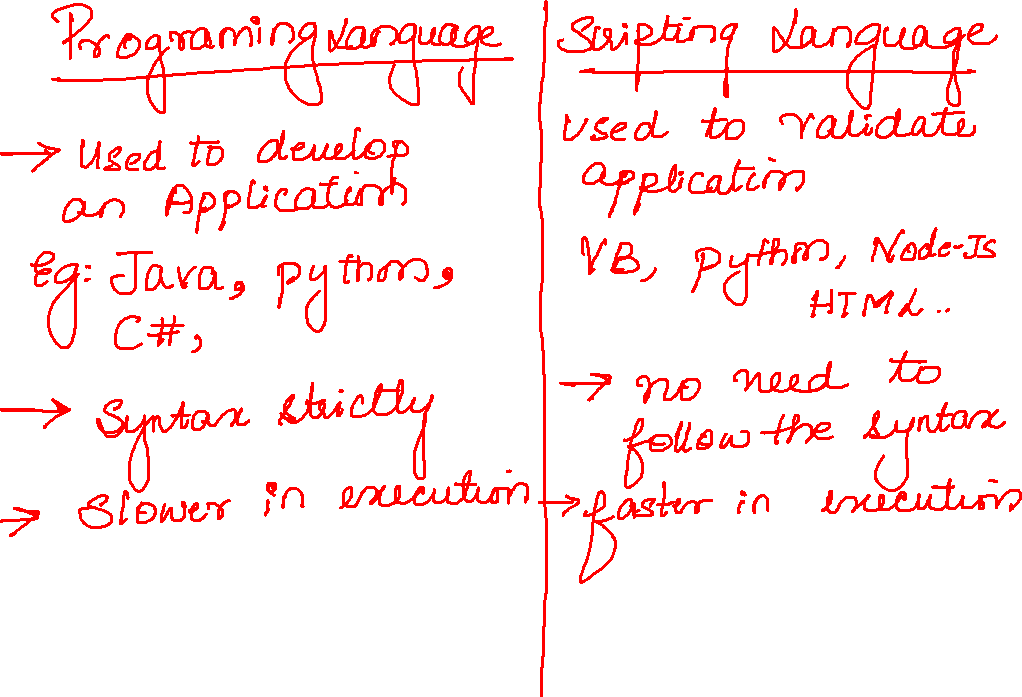 Programing Language
→ Used to develop
an Application
Eg: Java, python,
C#,
→ Syntax strictly
→ Slower in execution
Scripting Language
Used to validate
application
VB, python, Node-Js
HTML..
→ no need to
follow the syntax
→ faster in execution